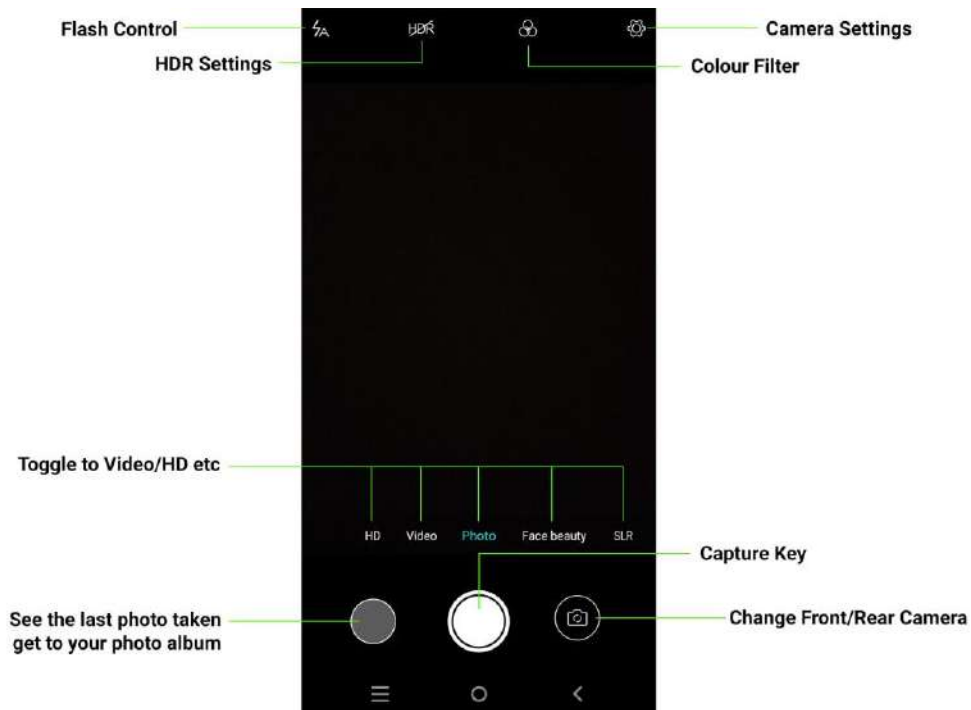 Flash Control
HDR
Camera Settings
HDR Settings
Colour Filter
Toggle to Video/HD etc
HD Video Photo Face beauty SLR
Capture Key
See the last photo taken
get to your photo album
Change Front/Rear Camera